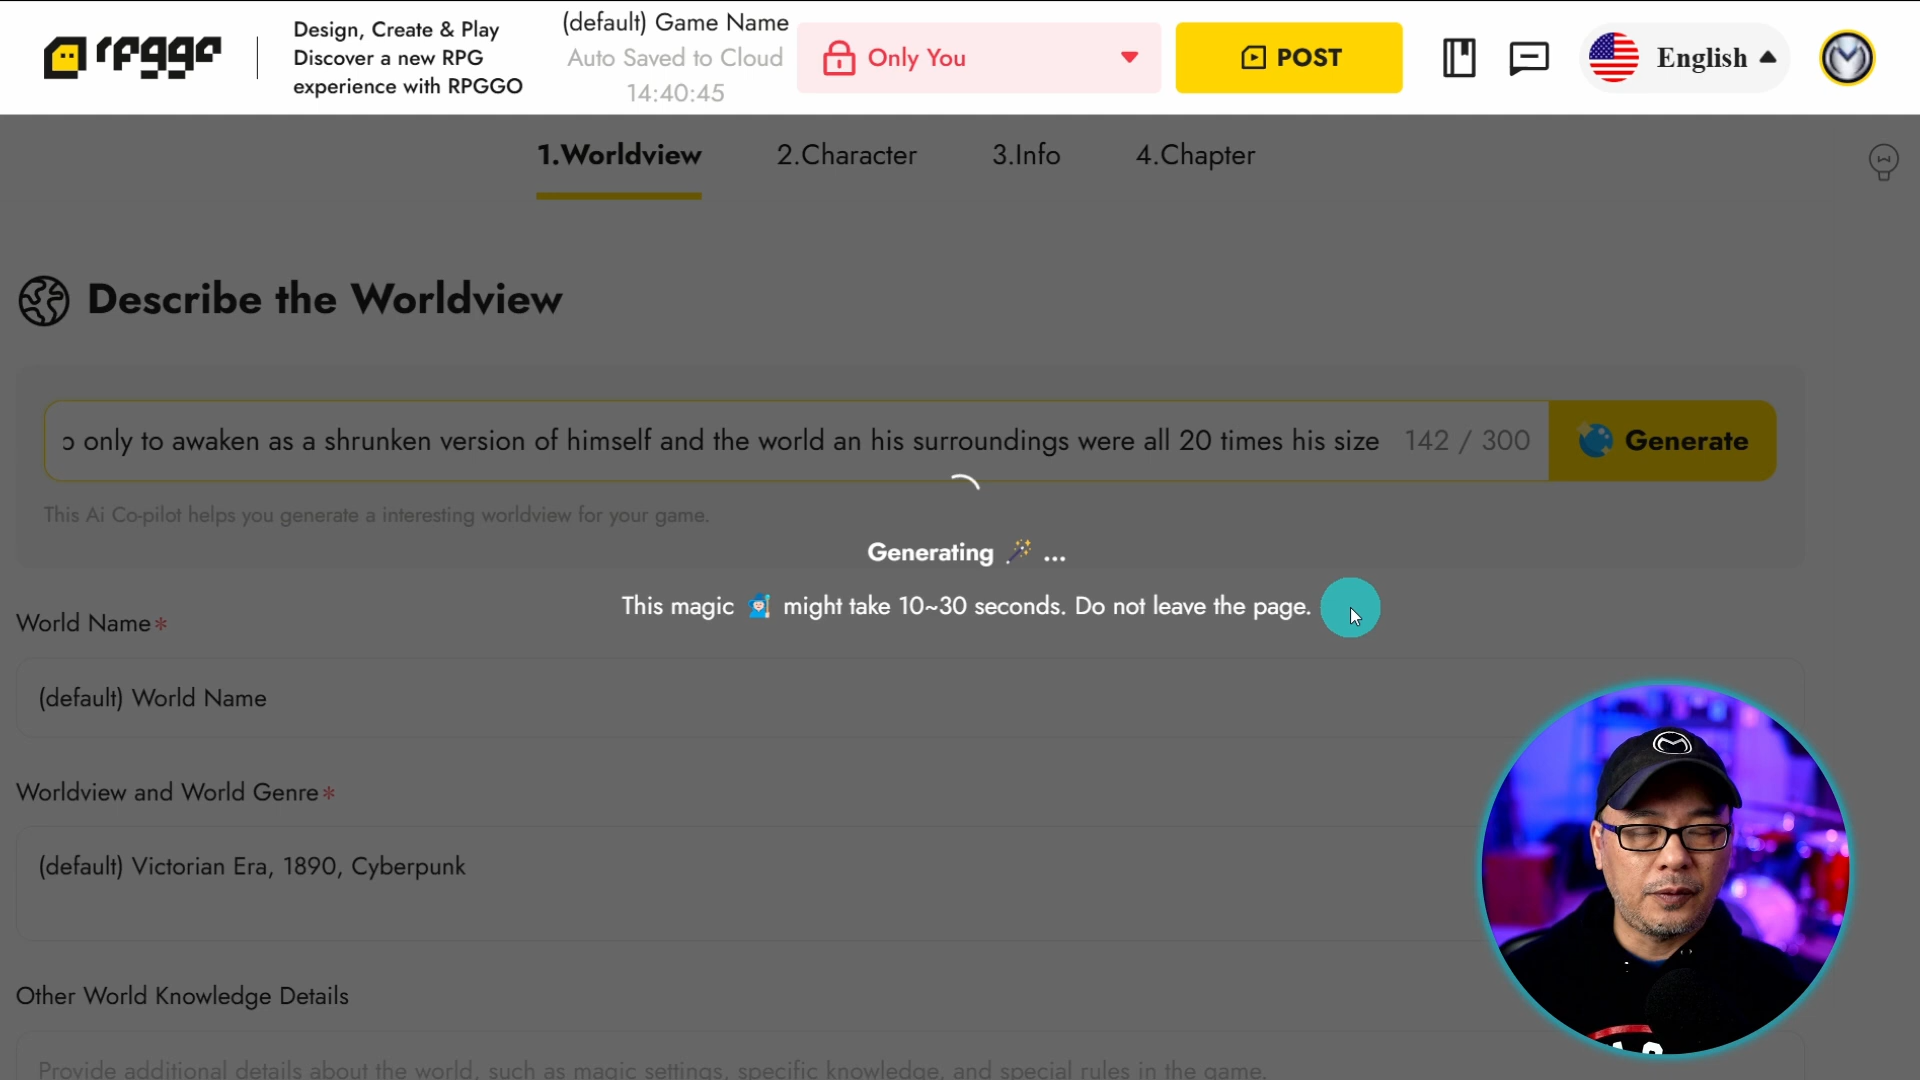 rpggo
Design, Create & Play
Discover a new RPG
experience with RPGGO
(default) Game Name
Auto Saved to Cloud
14:40:45
Only You
POST
English
1.Worldview
2.Character
3.Info
4.Chapter
Describe the Worldview
only to awaken as a shrunken version of himself and the world an his surroundings were all 20 times his size
142 / 300
Generate
This Ai Co-pilot helps you generate a interesting worldview for your game.
Generating 🪄 ...
This magic 🧙 might take 10~30 seconds. Do not leave the page.
World Name*
(default) World Name
Worldview and World Genre*
(default) Victorian Era, 1890, Cyberpunk
Other World Knowledge Details
Provide additional details about the world, such as magic settings, specific knowledge, and special rules in the game.